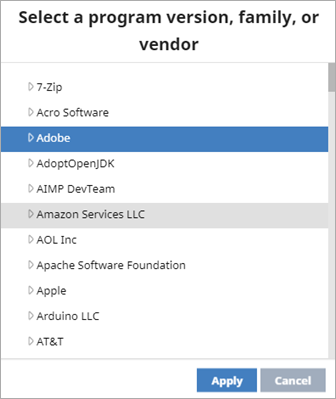 Select a program version, family, or
vendor
7-Zip
Acro Software
Adobe
AdoptOpenJDK
AIMP DevTeam
Amazon Services LLC
AOL Inc
Apache Software Foundation
Apple
Arduino LLC
AT&T
Apply
Cancel